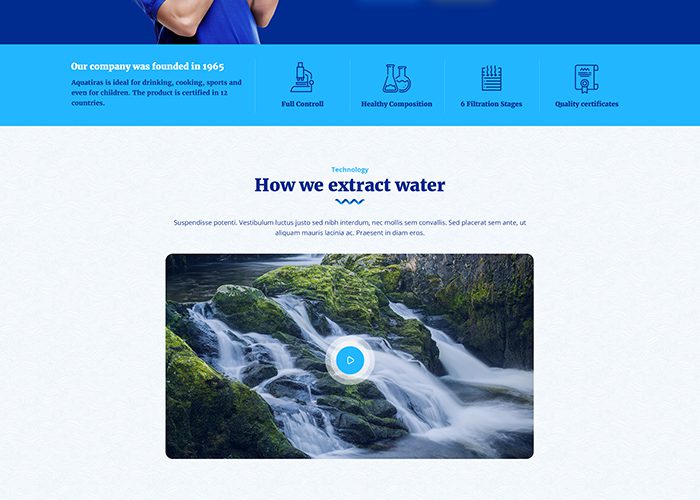 Our company was founded in 1965
Aquatiras is ideal for drinking, cooking, sports and
even for children. The product is certified in 12
countries.
Full Controll
Healthy Composition
6 Filtration Stages
Quality certificates
Technology
How we extract water
Suspendisse potenti. Vestibulum luctus justo sed nibh interdum, nec mollis sem convallis. Sed placerat sem ante, ut
aliquam mauris lacinia ac. Praesent in diam eros.